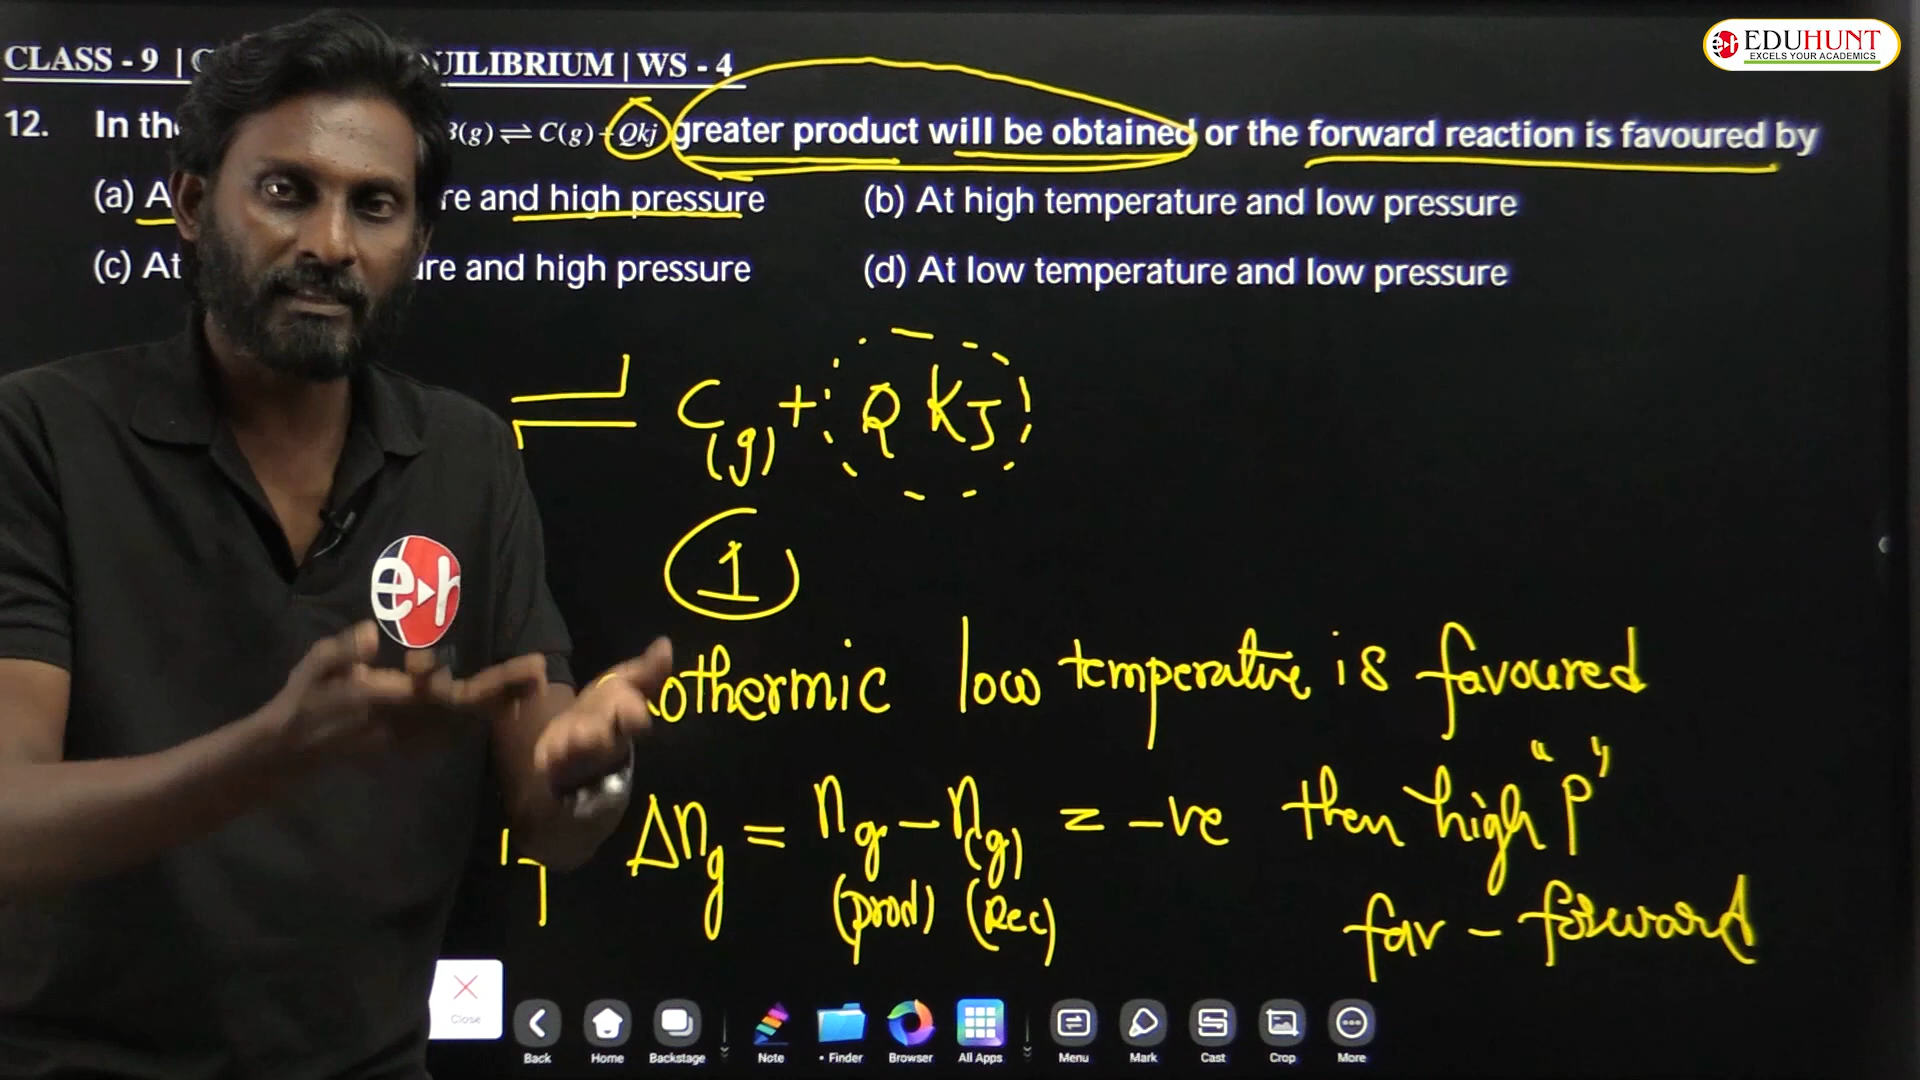 EDUHUNT
EXCELS YOUR ACADEMICS
CLASS - 9 | UILIBRIUM | WS - 4
12. In th (g) ⇌ C(g) + Qkj greater product will be obtained or the forward reaction is favoured by
(a) A re and high pressure (b) At high temperature and low pressure
(c) At ure and high pressure (d) At low temperature and low pressure
C(g) + Q KJ
1
othermic low temperature is favoured
Δng = ng - n(g) = -ve then high "P"
(prod) (Rec) fav - forward
e h
Close
Back Home Backstage Note • Finder Browser All Apps Menu Mark Cast Crop More